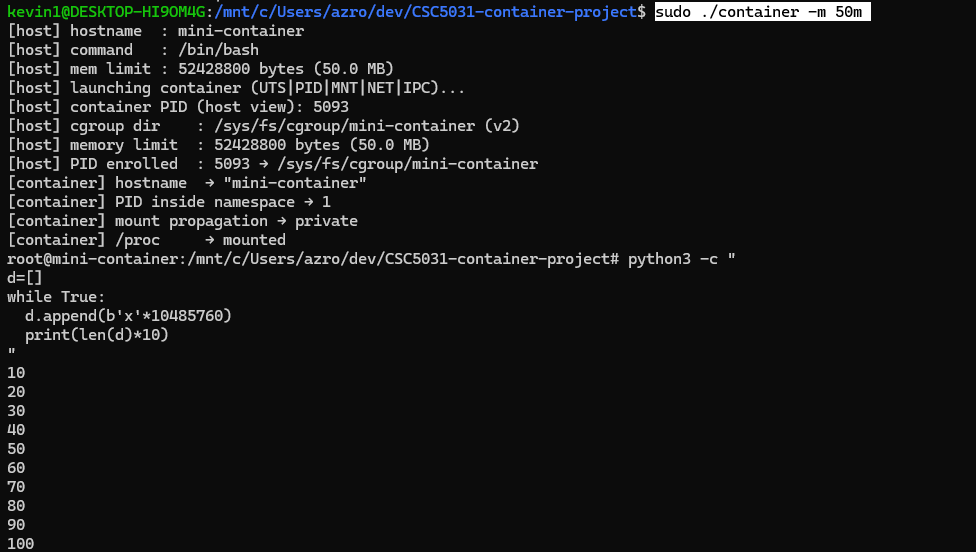 kevin1@DESKTOP-HI9OM4G:/mnt/c/Users/azro/dev/CSC5031-container-project$ sudo ./container -m 50m
[host] hostname  : mini-container
[host] command   : /bin/bash
[host] mem limit : 52428800 bytes (50.0 MB)
[host] launching container (UTS|PID|MNT|NET|IPC)...
[host] container PID (host view): 5093
[host] cgroup dir    : /sys/fs/cgroup/mini-container (v2)
[host] memory limit  : 52428800 bytes (50.0 MB)
[host] PID enrolled  : 5093 → /sys/fs/cgroup/mini-container
[container] hostname  → "mini-container"
[container] PID inside namespace → 1
[container] mount propagation → private
[container] /proc     → mounted
root@mini-container:/mnt/c/Users/azro/dev/CSC5031-container-project# python3 -c "
d=[]
while True:
  d.append(b'x'*10485760)
  print(len(d)*10)
"
10
20
30
40
50
60
70
80
90
100